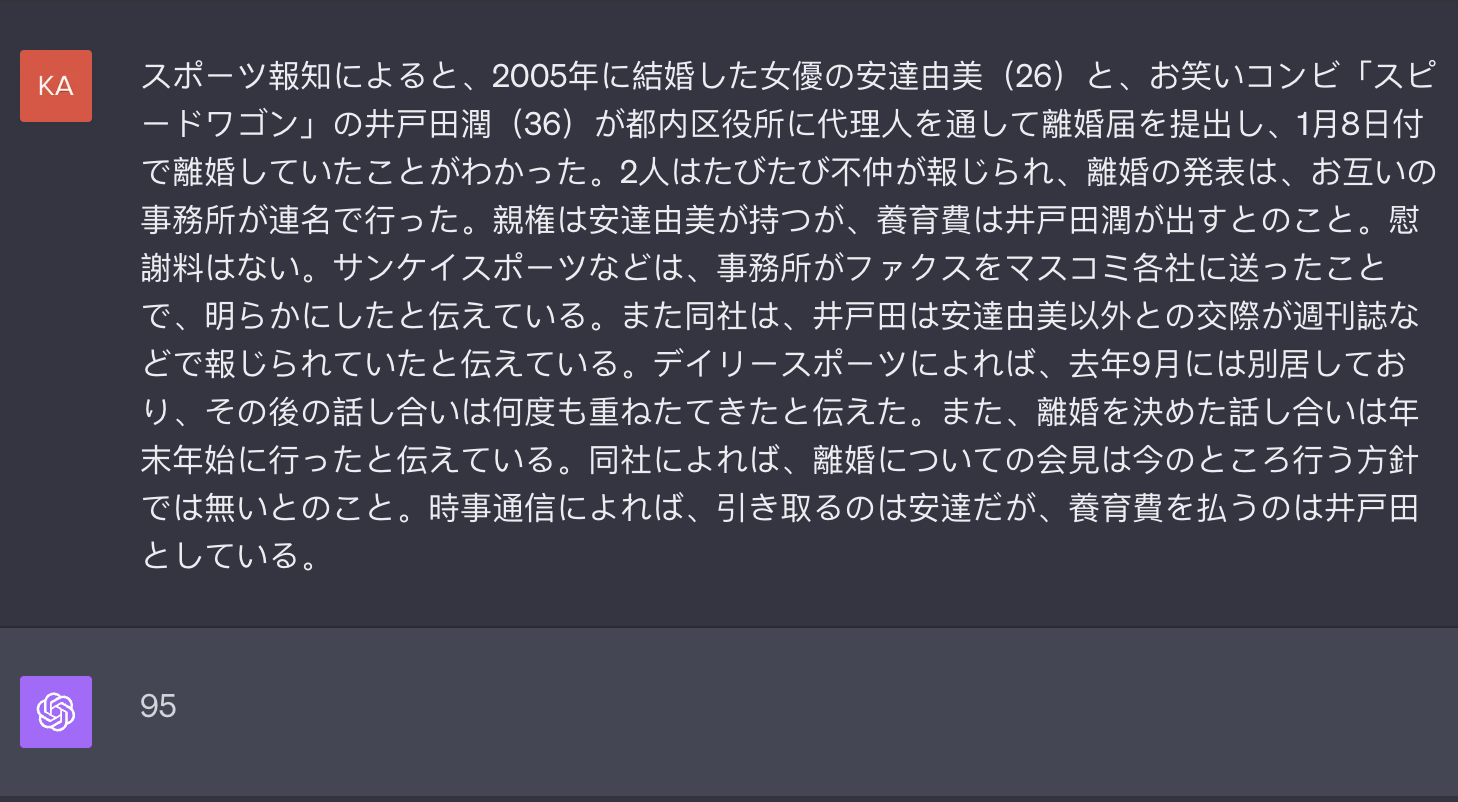 KA
スポーツ報知によると、2005年に結婚した女優の安達由美（26）と、お笑いコンビ「スピ
ードワゴン」の井戸田潤（36）が都内区役所に代理人を通して離婚届を提出し、1月8日付
で離婚していたことがわかった。2人はたびたび不仲が報じられ、離婚の発表は、お互いの
事務所が連名で行った。親権は安達由美が持つが、養育費は井戸田潤が出すとのこと。慰
謝料はない。サンケイスポーツなどは、事務所がファクスをマスコミ各社に送ったこと
で、明らかにしたと伝えている。また同社は、井戸田は安達由美以外との交際が週刊誌な
どで報じられていたと伝えている。デイリースポーツによれば、去年9月には別居してお
り、その後の話し合いは何度も重ねたてきたと伝えた。また、離婚を決めた話し合いは年
末年始に行ったと伝えている。同社によれば、離婚についての会見は今のところ行う方針
では無いとのこと。時事通信によれば、引き取るのは安達だが、養育費を払うのは井戸田
としている。
95